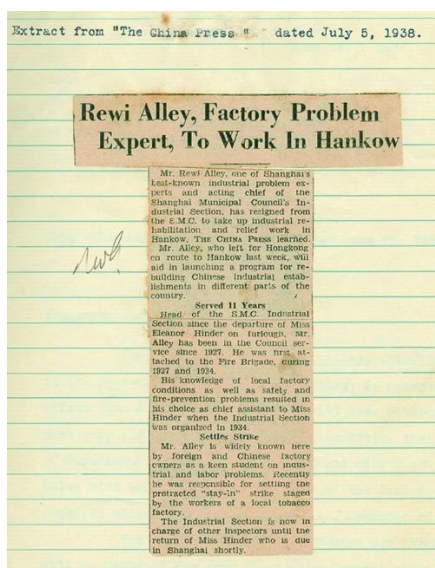 Extract from "The China Press" dated July 5, 1938.
Rewi Alley, Factory Problem
Expert, To Work In Hankow
Mr. Rewi Alley, one of Shanghai's
best-known industrial problem ex-
perts and acting chief of the
Shanghai Municipal Council's In-
dustrial Section, has resigned from
the S.M.C. to take up industrial re-
habilitation and relief work in
Hankow, THE CHINA PRESS learned.
Mr. Alley, who left for Hongkong
en route to Hankow last week, will
aid in launching a program for re-
building Chinese industrial estab-
lishments in different parts of the
country.
Served 11 Years
Head of the S.M.C. Industrial
Section since the departure of Miss
Eleanor Hinder on furlough, Mr.
Alley has been in the Council ser-
vice since 1927. He was first at-
tached to the Fire Brigade, during
1927 and 1934.
His knowledge of local factory
conditions as well as safety and
fire-prevention problems resulted in
his choice as chief assistant to Miss
Hinder when the Industrial Section
was organized in 1934.
Settles Strike
Mr. Alley is widely known here
by foreign and Chinese factory
owners as a keen student on indus-
trial and labor problems. Recently
he was responsible for settling the
protracted "stay-in" strike staged
by the workers of a local tobacco
factory.
The Industrial Section is now in
charge of other inspectors until the
return of Miss Hinder who is due
in Shanghai shortly.